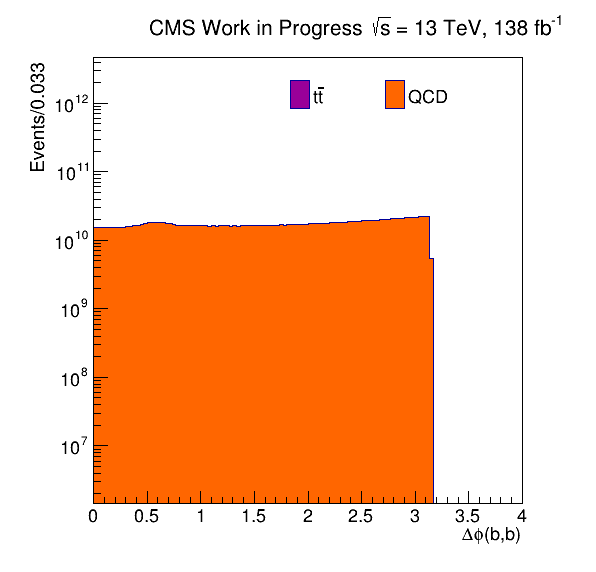 CMS Work in Progress √s = 13 TeV, 138 fb⁻¹
Events/0.033
tt̄ QCD
10¹²
10¹¹
10¹⁰
10⁹
10⁸
10⁷
0 0.5 1 1.5 2 2.5 3 3.5 4
Δϕ(b,b)